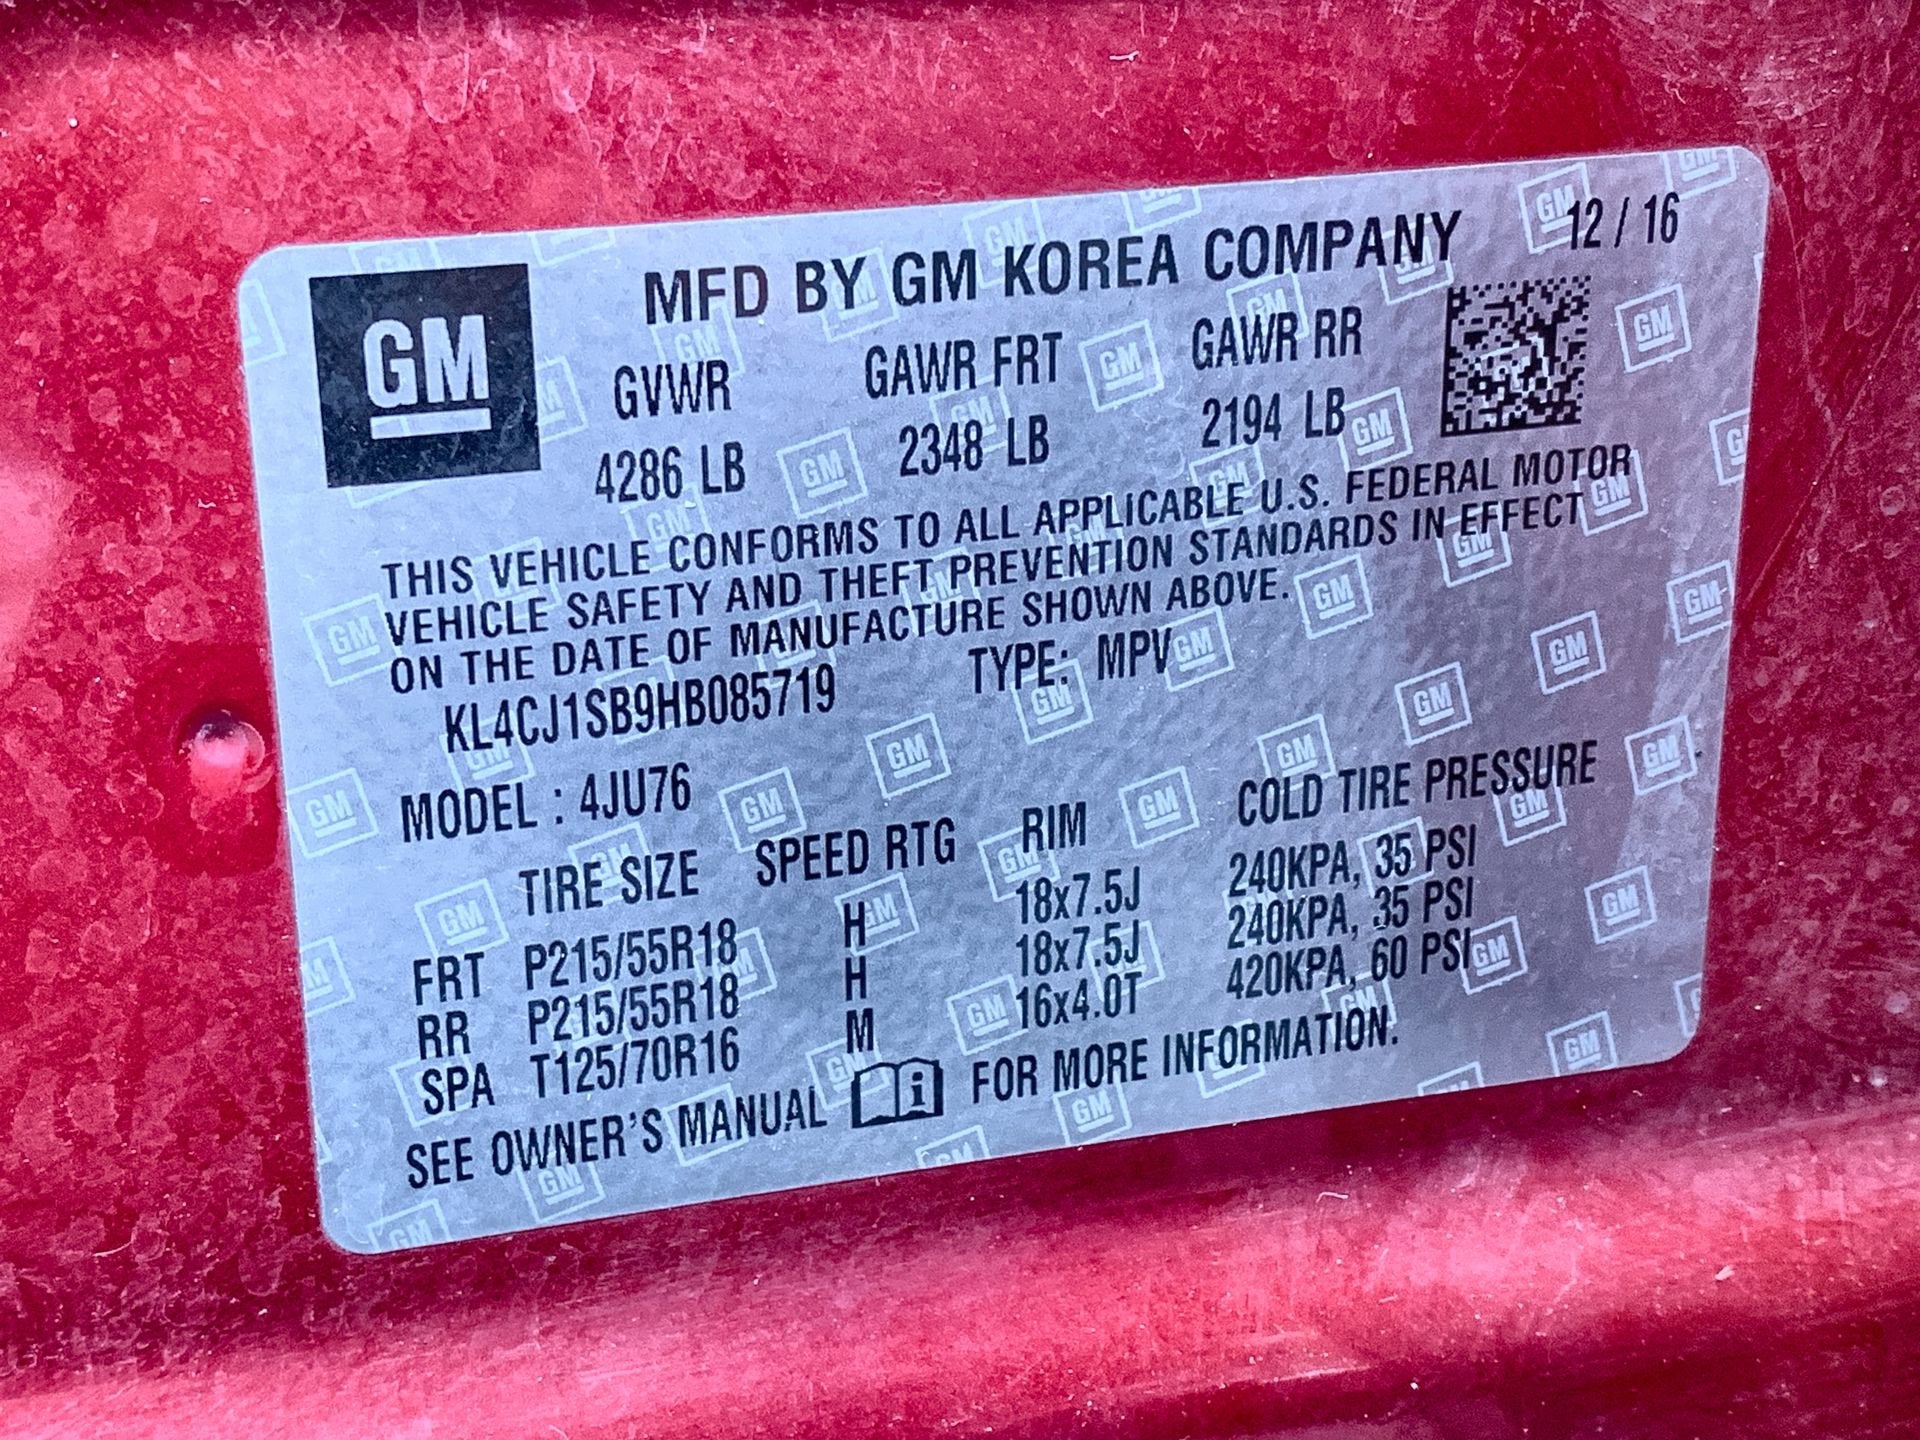 GM
MFD BY GM KOREA COMPANY 12 / 16
GVWR GAWR FRT GAWR RR
4286 LB 2348 LB 2194 LB
THIS VEHICLE CONFORMS TO ALL APPLICABLE U.S. FEDERAL MOTOR
VEHICLE SAFETY AND THEFT PREVENTION STANDARDS IN EFFECT
ON THE DATE OF MANUFACTURE SHOWN ABOVE.
KL4CJ1SB9HB085719 TYPE: MPV
MODEL : 4JU76
TIRE SIZE SPEED RTG RIM COLD TIRE PRESSURE
FRT P215/55R18 H 18x7.5J 240KPA, 35 PSI
RR P215/55R18 H 18x7.5J 240KPA, 35 PSI
SPA T125/70R16 M 16x4.0T 420KPA, 60 PSI
SEE OWNER'S MANUAL i FOR MORE INFORMATION.